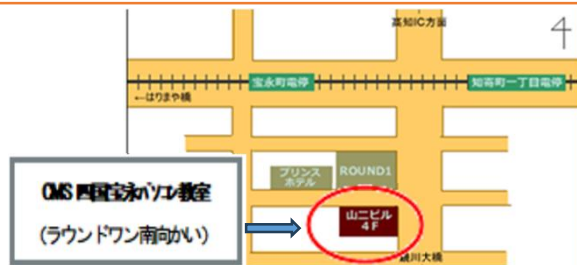 高知IC方面
4
宝永町電停
知寄町一丁目電停
←はりまや橋
プリンス
ホテル
ROUND1
四国宝永パソコン教室
(ラウンドワン南向かい)
山二ビル
4F
鏡川大橋